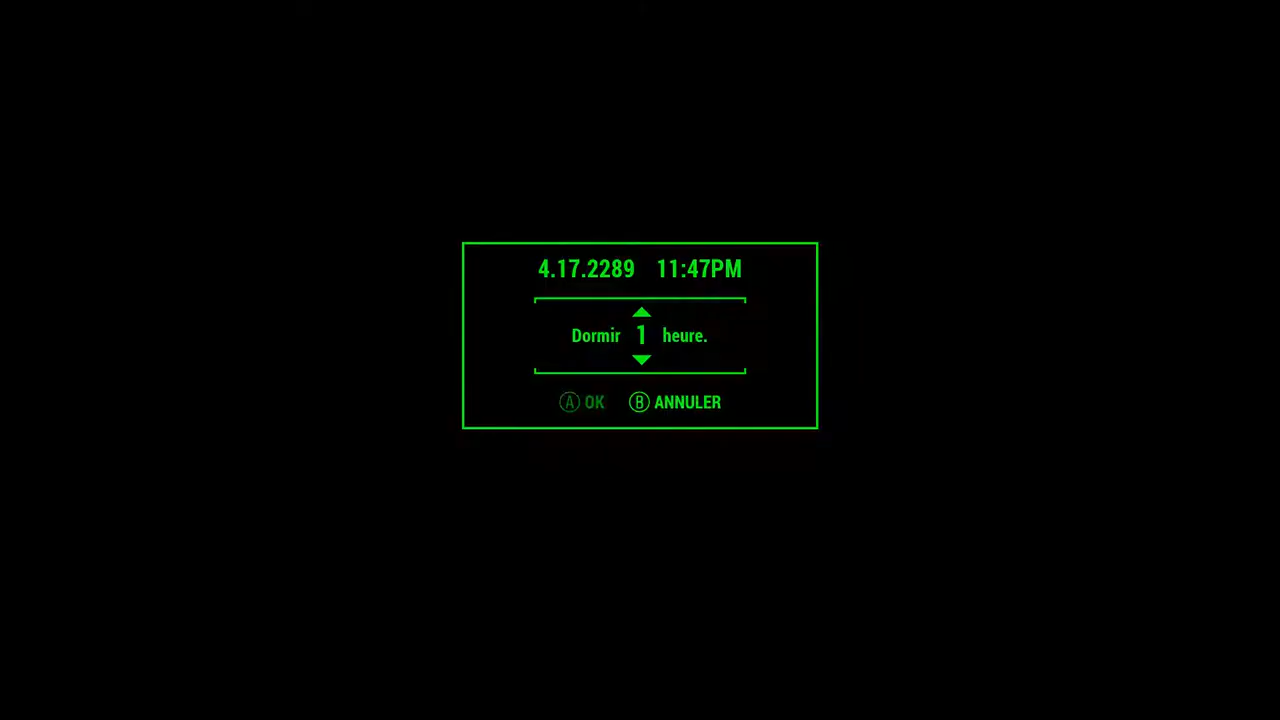 4.17.2289 11:47PM
Dormir 1 heure.
Ⓐ OK Ⓑ ANNULER